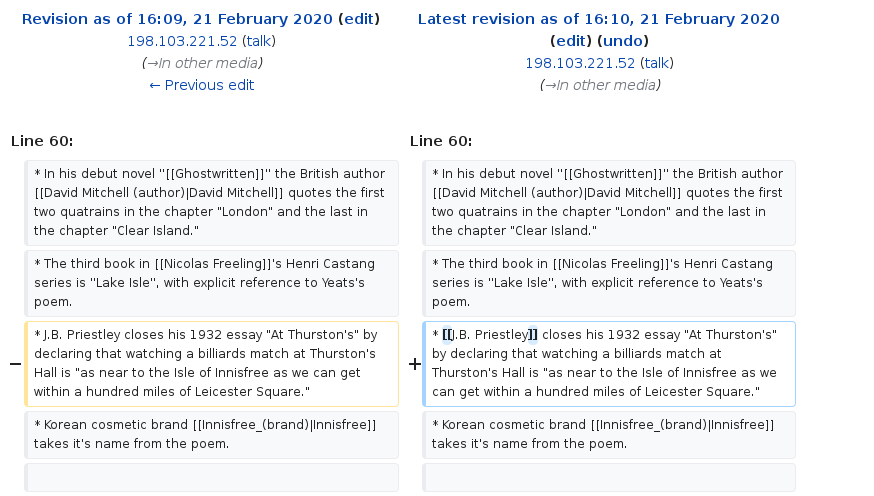 Revision as of 16:09, 21 February 2020 (edit)
198.103.221.52 (talk)
(→In other media)
← Previous edit
Latest revision as of 16:10, 21 February 2020
(edit) (undo)
198.103.221.52 (talk)
(→In other media)
Line 60:
Line 60:
* In his debut novel ''[[Ghostwritten]]'' the British author
[[David Mitchell (author)|David Mitchell]] quotes the first
two quatrains in the chapter "London" and the last in
the chapter "Clear Island."
* In his debut novel ''[[Ghostwritten]]'' the British author
[[David Mitchell (author)|David Mitchell]] quotes the first
two quatrains in the chapter "London" and the last in
the chapter "Clear Island."
* The third book in [[Nicolas Freeling]]'s Henri Castang
series is ''Lake Isle'', with explicit reference to Yeats's
poem.
* The third book in [[Nicolas Freeling]]'s Henri Castang
series is ''Lake Isle'', with explicit reference to Yeats's
poem.
−
* J.B. Priestley closes his 1932 essay "At Thurston's" by
declaring that watching a billiards match at Thurston's
Hall is "as near to the Isle of Innisfree as we can get
within a hundred miles of Leicester Square."
+
* [[J.B. Priestley]] closes his 1932 essay "At Thurston's"
by declaring that watching a billiards match at
Thurston's Hall is "as near to the Isle of Innisfree as we
can get within a hundred miles of Leicester Square."
* Korean cosmetic brand [[Innisfree_(brand)|Innisfree]]
takes it's name from the poem.
* Korean cosmetic brand [[Innisfree_(brand)|Innisfree]]
takes it's name from the poem.